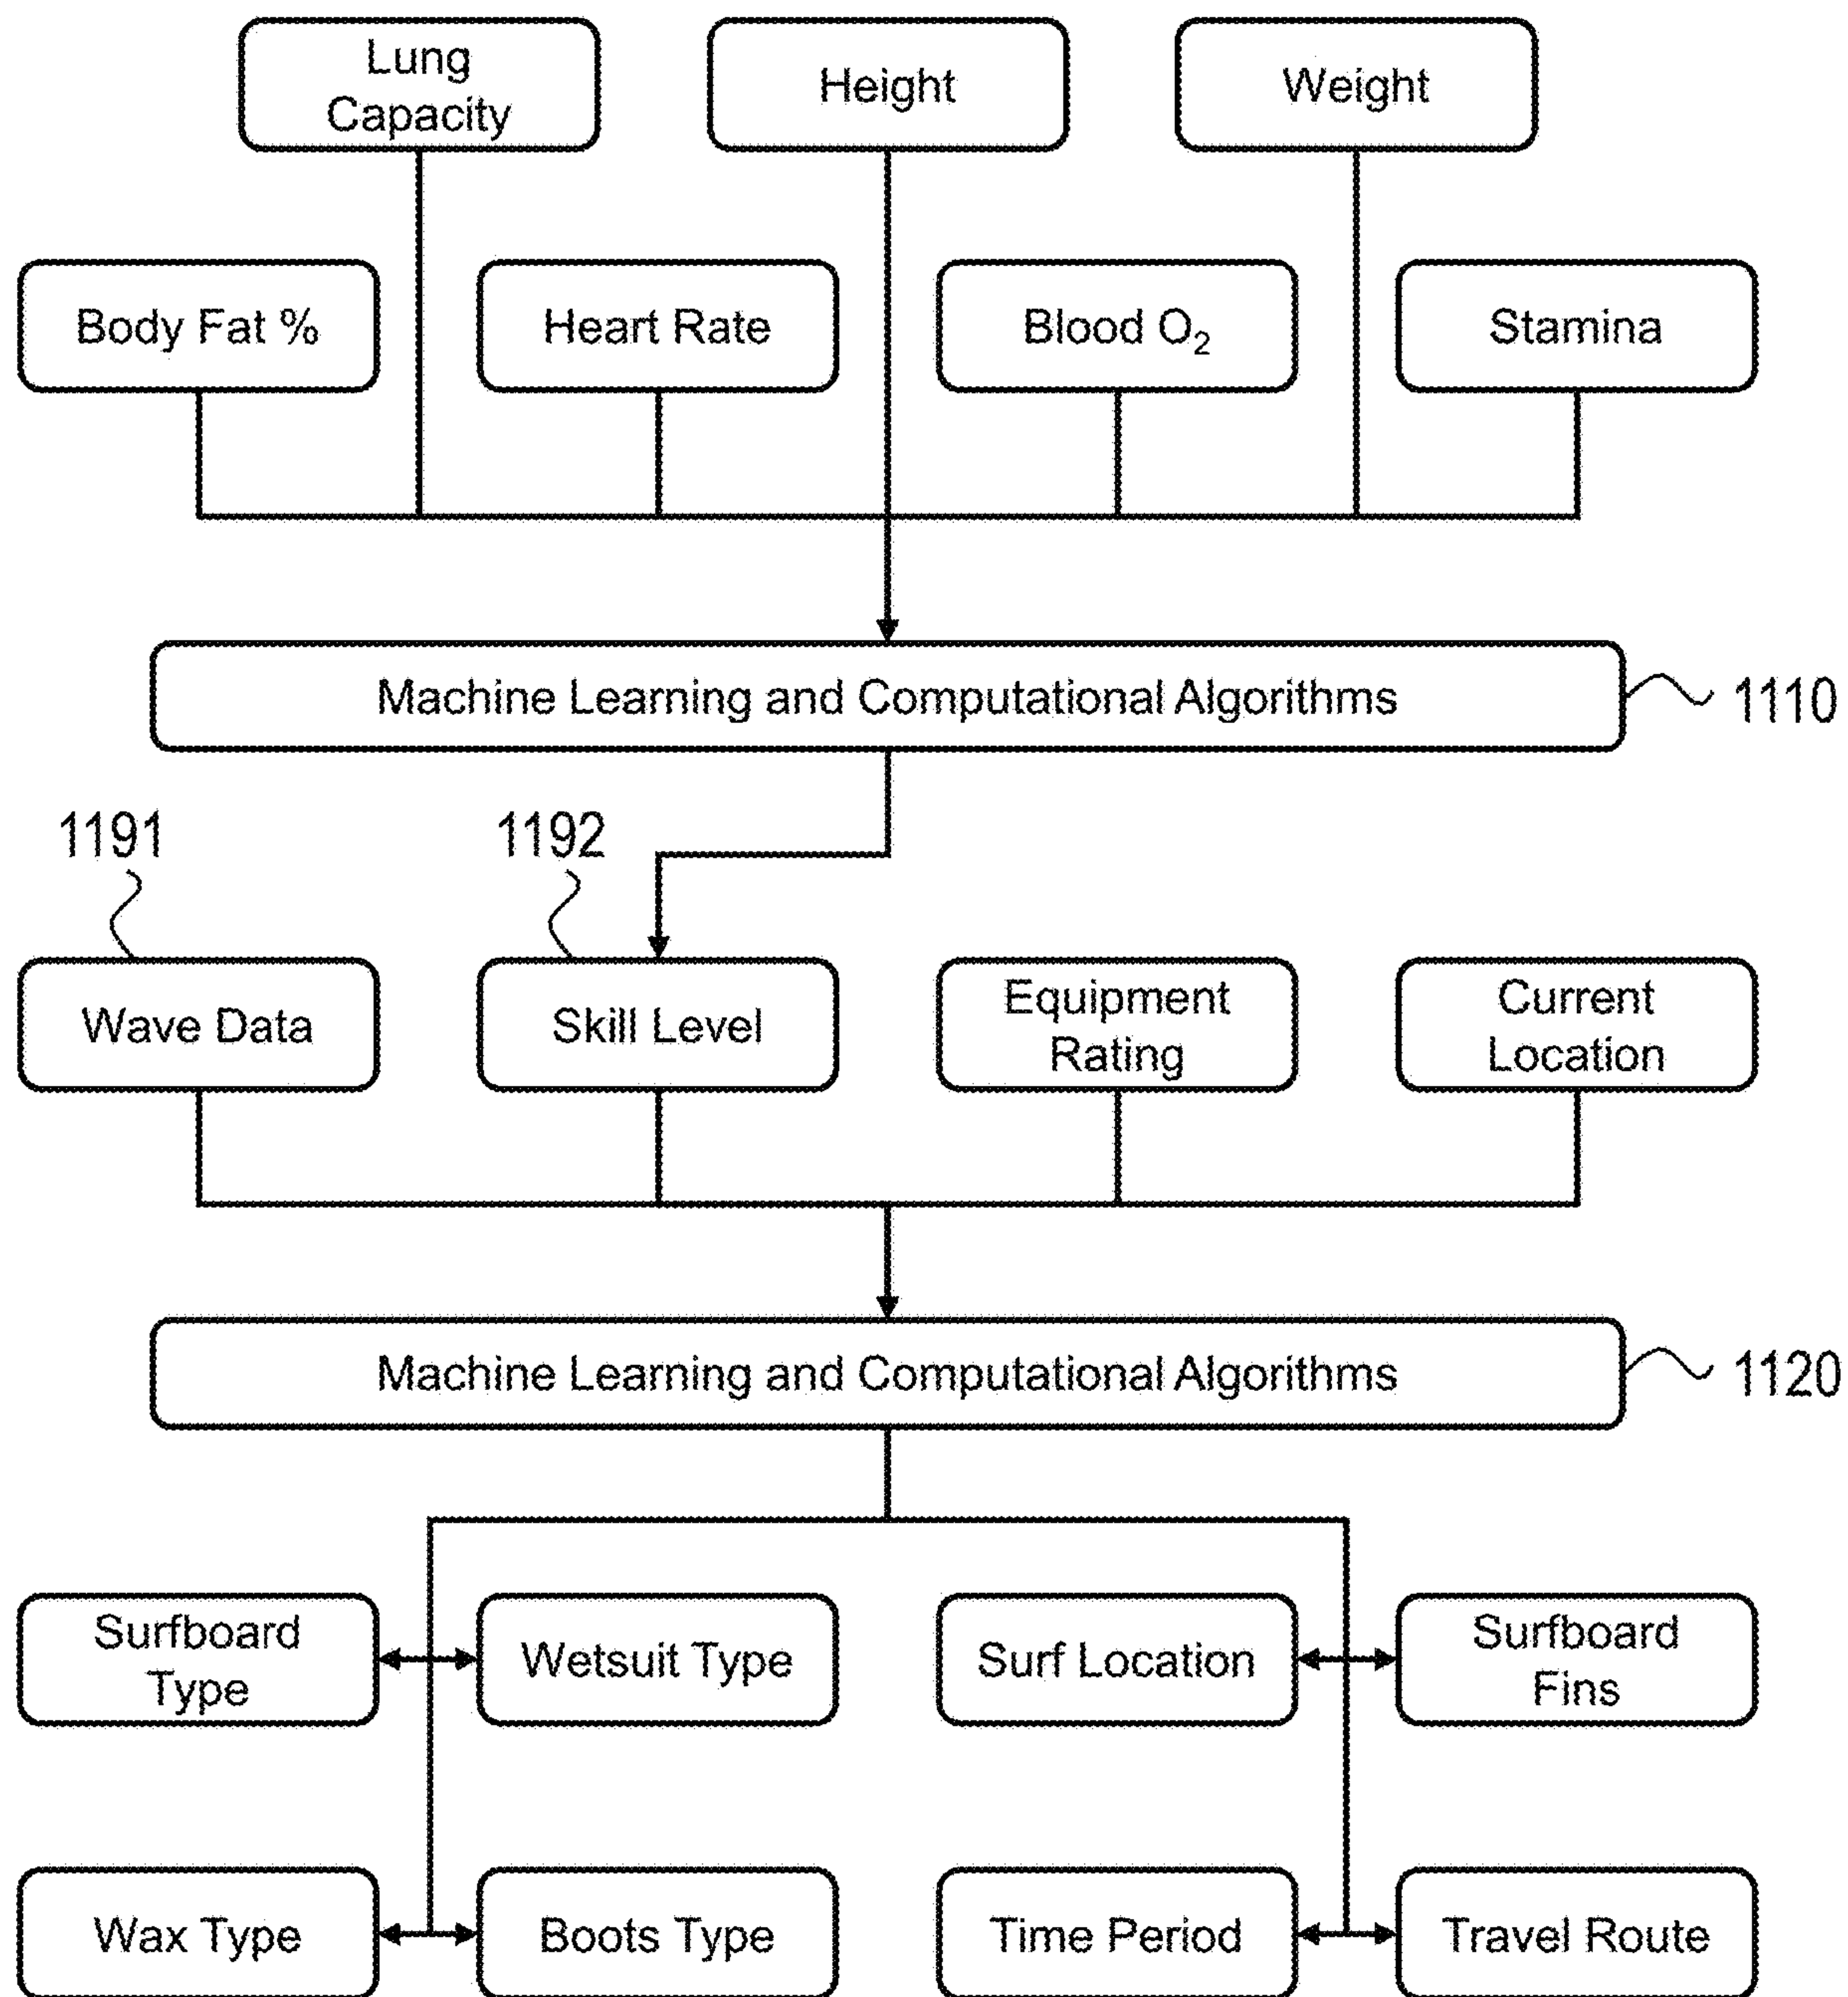 Lung
Capacity
Height
Weight
Body Fat %
Heart Rate
Blood O₂
Stamina
Machine Learning and Computational Algorithms
1110
1191
1192
Wave Data
Skill Level
Equipment
Rating
Current
Location
Machine Learning and Computational Algorithms
1120
Surfboard
Type
Wetsuit Type
Surf Location
Surfboard
Fins
Wax Type
Boots Type
Time Period
Travel Route